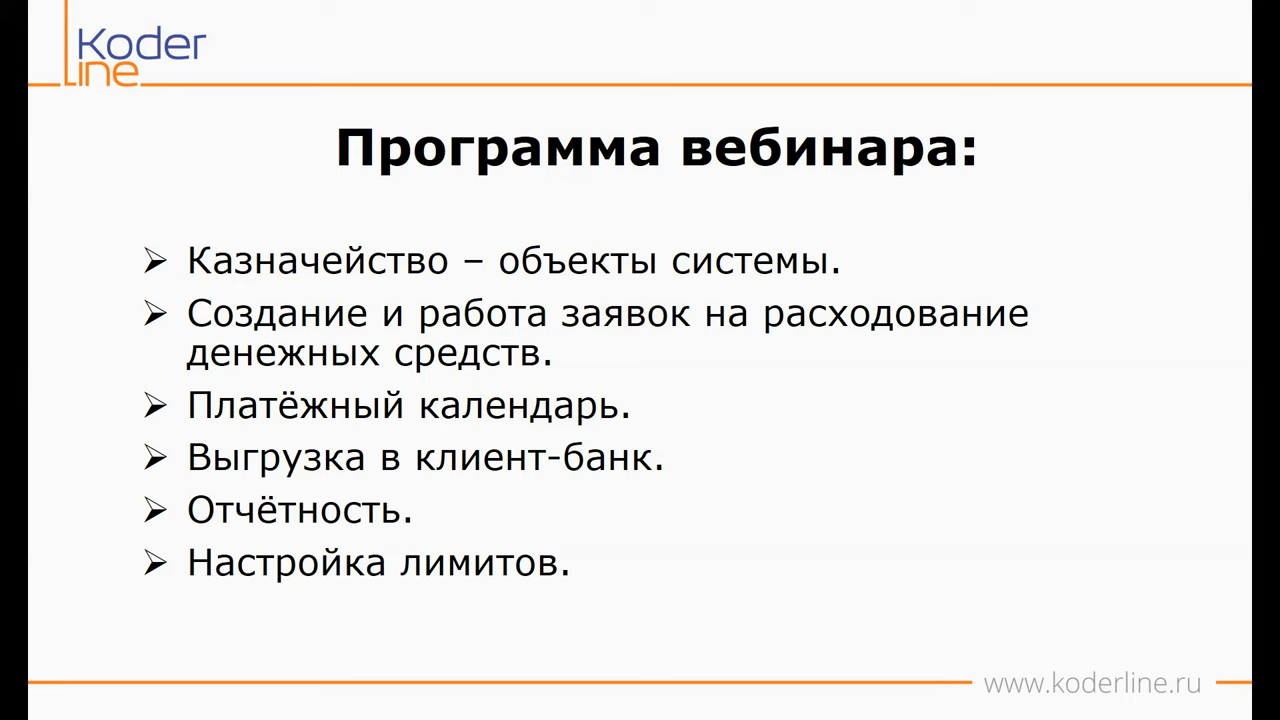 Koder
Line
Программа вебинара:
➢ Казначейство – объекты системы.
➢ Создание и работа заявок на расходование
денежных средств.
➢ Платёжный календарь.
➢ Выгрузка в клиент-банк.
➢ Отчётность.
➢ Настройка лимитов.
www.koderline.ru